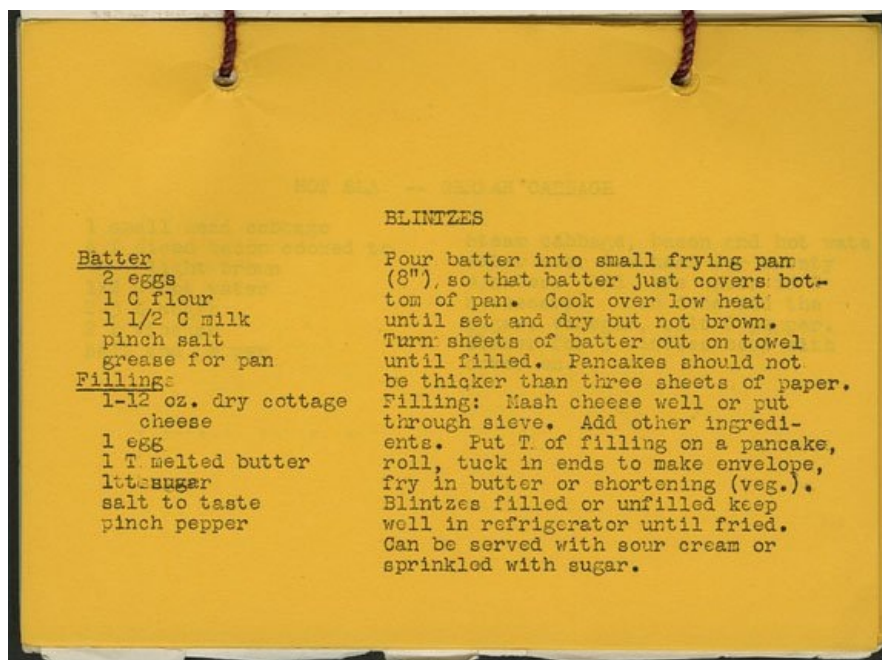 BLINTZES
Batter
2 eggs
1 C flour
1 1/2 C milk
pinch salt
grease for pan
Fillings
1-12 oz. dry cottage
cheese
1 egg
1 T. melted butter
sugar
salt to taste
pinch pepper
Pour batter into small frying pan
(8"), so that batter just covers bot-
tom of pan. Cook over low heat
until set and dry but not brown.
Turn sheets of batter out on towel
until filled. Pancakes should not
be thicker than three sheets of paper.
Filling: Mash cheese well or put
through sieve. Add other ingredi-
ents. Put T. of filling on a pancake,
roll, tuck in ends to make envelope,
fry in butter or shortening (veg.).
Blintzes filled or unfilled keep
well in refrigerator until fried.
Can be served with sour cream or
sprinkled with sugar.